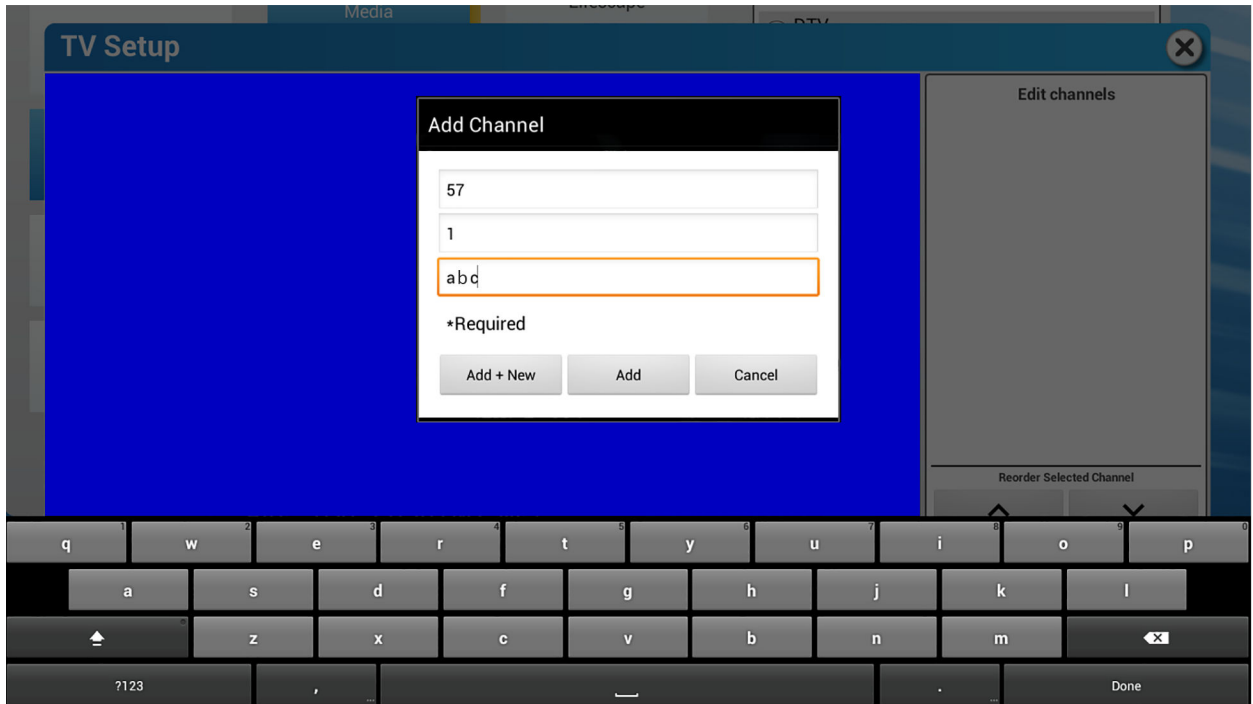 Media
TV Setup
Edit channels
Add Channel
57
1
abc
*Required
Add + New Add Cancel
Reorder Selected Channel
1 2 3 4 5 6 7 8 9 0
q w e r t y u i o p
a s d f g h j k l
z x c v b n m
?123 , ... . ... Done